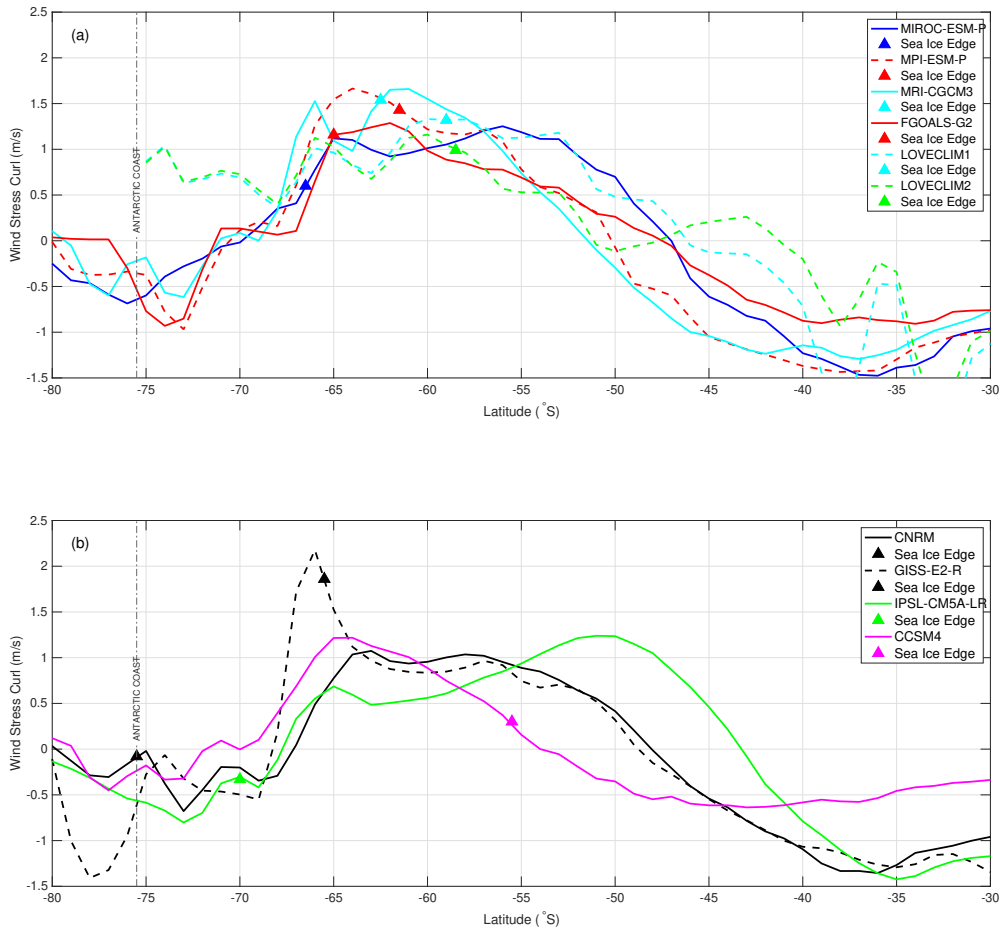 2.5
2
1.5
1
0.5
0
-0.5
-1
-1.5
Wind Stress Curl (m/s)
(a)
ANTARCTIC COAST
MIROC-ESM-P
Sea Ice Edge
MPI-ESM-P
Sea Ice Edge
MRI-CGCM3
Sea Ice Edge
FGOALS-G2
Sea Ice Edge
LOVECLIM1
Sea Ice Edge
LOVECLIM2
Sea Ice Edge
-80 -75 -70 -65 -60 -55 -50 -45 -40 -35 -30
Latitude (°S)
2.5
2
1.5
1
0.5
0
-0.5
-1
-1.5
Wind Stress Curl (m/s)
(b)
ANTARCTIC COAST
CNRM
Sea Ice Edge
GISS-E2-R
Sea Ice Edge
IPSL-CM5A-LR
Sea Ice Edge
CCSM4
Sea Ice Edge
-80 -75 -70 -65 -60 -55 -50 -45 -40 -35 -30
Latitude (°S)